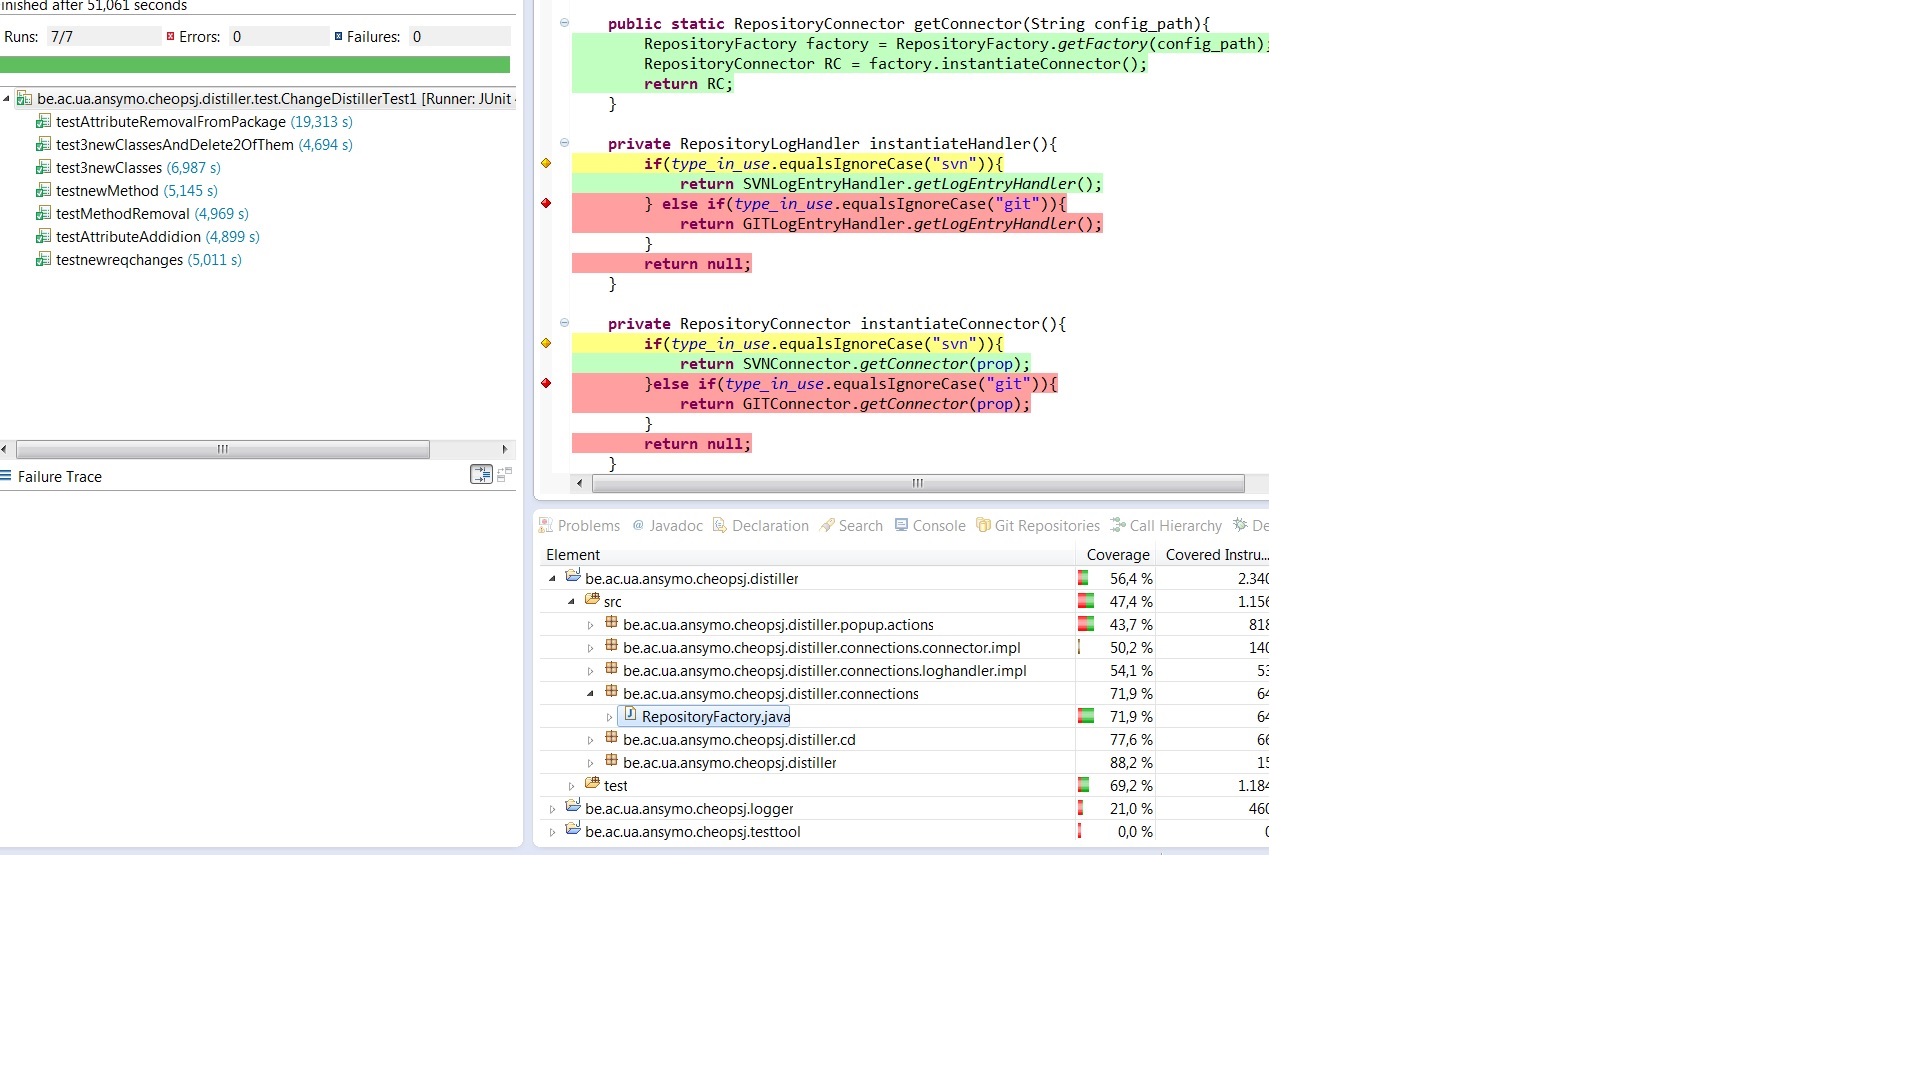 inished after 51,061 seconds
Runs: 7/7 Errors: 0 Failures: 0
be.ac.ua.ansymo.cheopsj.distiller.test.ChangeDistillerTest1 [Runner: JUnit
testAttributeRemovalFromPackage (19,313 s)
test3newClassesAndDelete2OfThem (4,694 s)
test3newClasses (6,987 s)
testnewMethod (5,145 s)
testMethodRemoval (4,969 s)
testAttributeAddidion (4,899 s)
testnewreqchanges (5,011 s)
Failure Trace
public static RepositoryConnector getConnector(String config_path){
RepositoryFactory factory = RepositoryFactory.getFactory(config_path);
RepositoryConnector RC = factory.instantiateConnector();
return RC;
}
private RepositoryLogHandler instantiateHandler(){
if(type_in_use.equalsIgnoreCase("svn")){
return SVNLogEntryHandler.getLogEntryHandler();
} else if(type_in_use.equalsIgnoreCase("git")){
return GITLogEntryHandler.getLogEntryHandler();
}
return null;
}
private RepositoryConnector instantiateConnector(){
if(type_in_use.equalsIgnoreCase("svn")){
return SVNConnector.getConnector(prop);
}else if(type_in_use.equalsIgnoreCase("git")){
return GITConnector.getConnector(prop);
}
return null;
}
Problems @ Javadoc Declaration Search Console Git Repositories Call Hierarchy De
Element Coverage Covered Instru...
be.ac.ua.ansymo.cheopsj.distiller 56,4 % 2.340
src 47,4 % 1.156
be.ac.ua.ansymo.cheopsj.distiller.popup.actions 43,7 % 818
be.ac.ua.ansymo.cheopsj.distiller.connections.connector.impl 50,2 % 140
be.ac.ua.ansymo.cheopsj.distiller.connections.loghandler.impl 54,1 % 53
be.ac.ua.ansymo.cheopsj.distiller.connections 71,9 % 64
RepositoryFactory.java 71,9 % 64
be.ac.ua.ansymo.cheopsj.distiller.cd 77,6 % 66
be.ac.ua.ansymo.cheopsj.distiller 88,2 % 15
test 69,2 % 1.184
be.ac.ua.ansymo.cheopsj.logger 21,0 % 460
be.ac.ua.ansymo.cheopsj.testtool 0,0 % 0